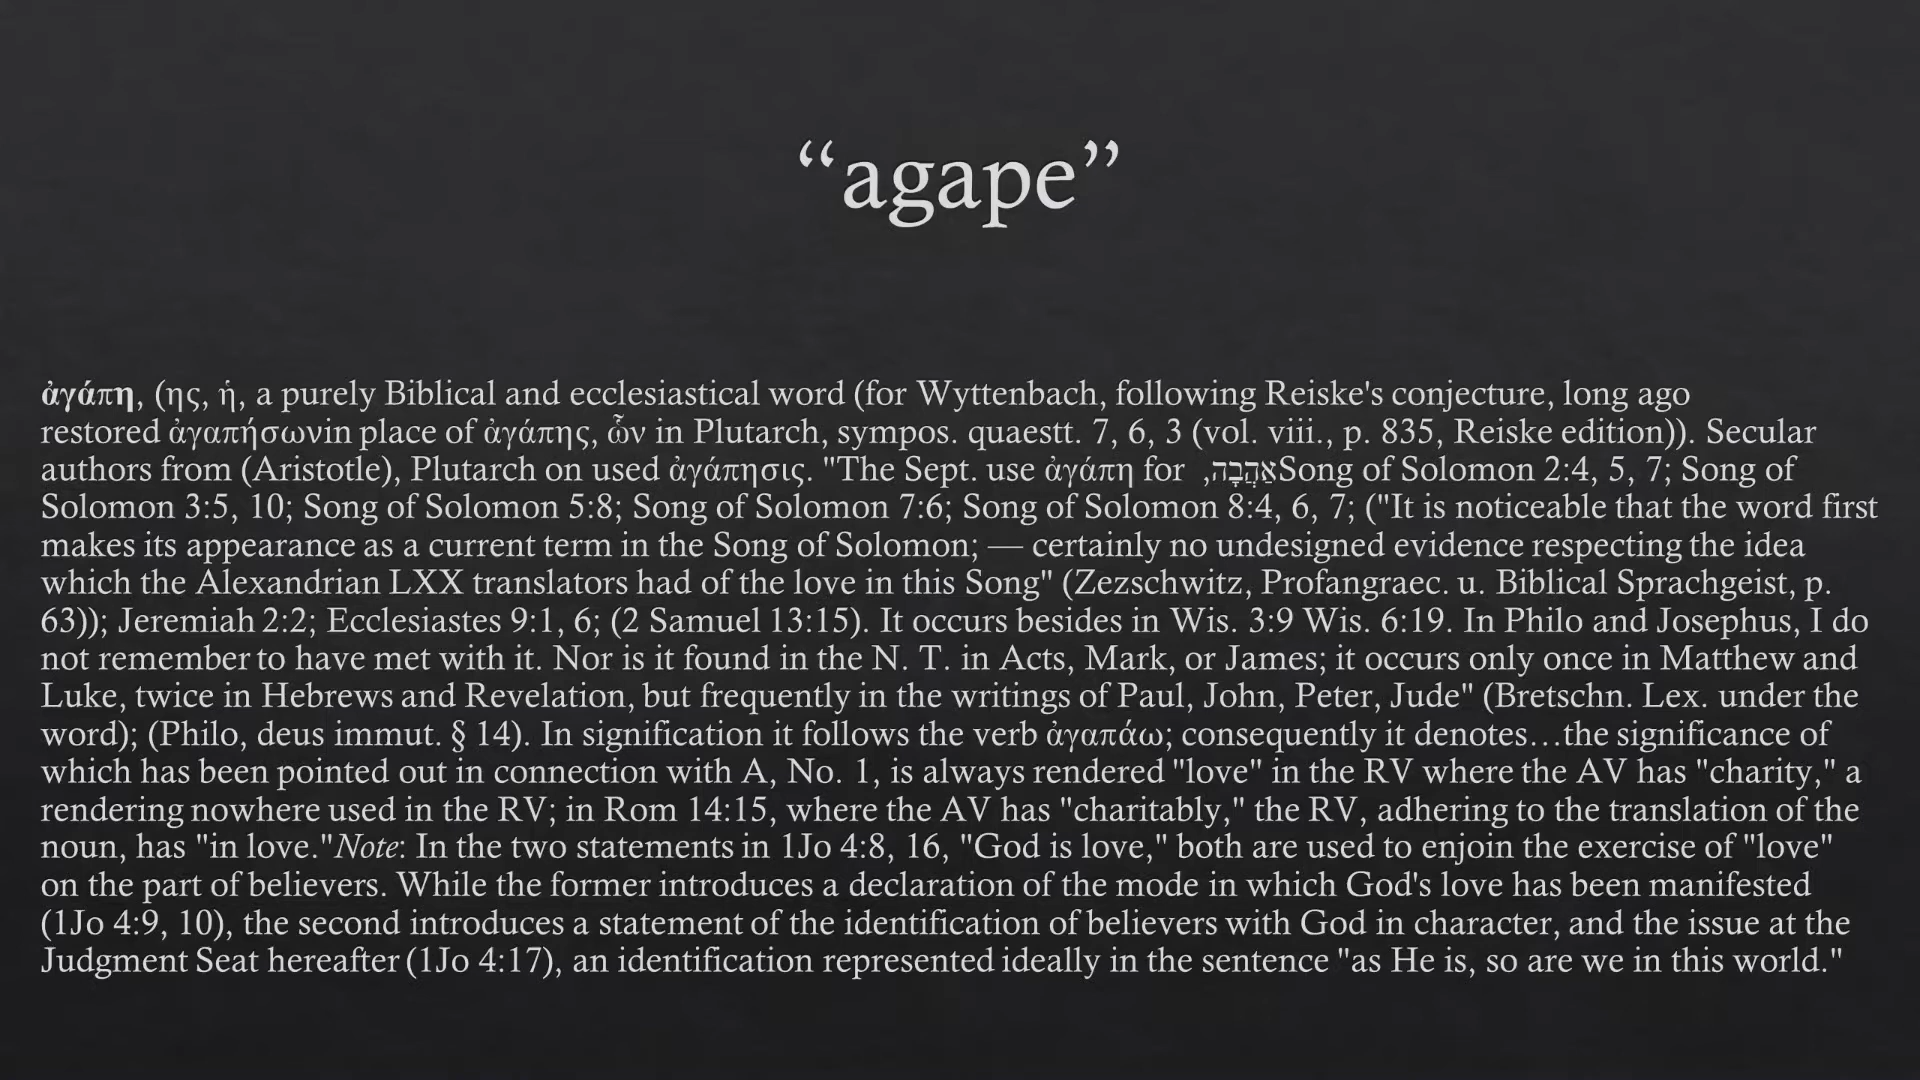 “agape”
ἀγάπη, (ης, ἡ, a purely Biblical and ecclesiastical word (for Wyttenbach, following Reiske's conjecture, long ago
restored ἀγαπήσωνin place of ἀγάπης, ὧν in Plutarch, sympos. quaestt. 7, 6, 3 (vol. viii., p. 835, Reiske edition)). Secular
authors from (Aristotle), Plutarch on used ἀγάπησις. "The Sept. use ἀγάπη for אַהֲבָה, Song of Solomon 2:4, 5, 7; Song of
Solomon 3:5, 10; Song of Solomon 5:8; Song of Solomon 7:6; Song of Solomon 8:4, 6, 7; ("It is noticeable that the word first
makes its appearance as a current term in the Song of Solomon; — certainly no undesigned evidence respecting the idea
which the Alexandrian LXX translators had of the love in this Song" (Zezschwitz, Profangraec. u. Biblical Sprachgeist, p.
63)); Jeremiah 2:2; Ecclesiastes 9:1, 6; (2 Samuel 13:15). It occurs besides in Wis. 3:9 Wis. 6:19. In Philo and Josephus, I do
not remember to have met with it. Nor is it found in the N. T. in Acts, Mark, or James; it occurs only once in Matthew and
Luke, twice in Hebrews and Revelation, but frequently in the writings of Paul, John, Peter, Jude" (Bretschn. Lex. under the
word); (Philo, deus immut. § 14). In signification it follows the verb ἀγαπάω; consequently it denotes…the significance of
which has been pointed out in connection with A, No. 1, is always rendered "love" in the RV where the AV has "charity," a
rendering nowhere used in the RV; in Rom 14:15, where the AV has "charitably," the RV, adhering to the translation of the
noun, has "in love."Note: In the two statements in 1Jo 4:8, 16, "God is love," both are used to enjoin the exercise of "love"
on the part of believers. While the former introduces a declaration of the mode in which God's love has been manifested
(1Jo 4:9, 10), the second introduces a statement of the identification of believers with God in character, and the issue at the
Judgment Seat hereafter (1Jo 4:17), an identification represented ideally in the sentence "as He is, so are we in this world."